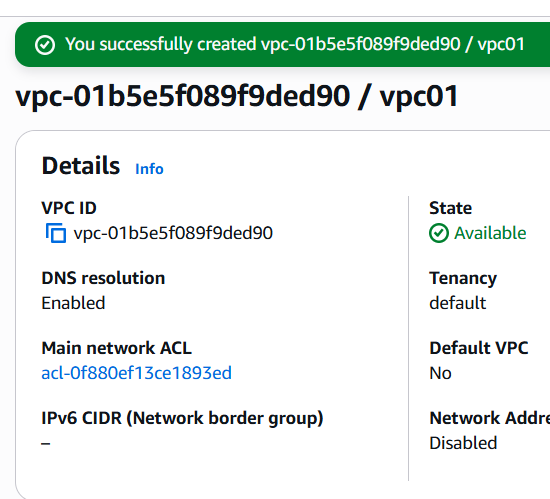 You successfully created vpc-01b5e5f089f9ded90 / vpc01
vpc-01b5e5f089f9ded90 / vpc01
Details Info
VPC ID
vpc-01b5e5f089f9ded90
State
Available
DNS resolution
Enabled
Tenancy
default
Main network ACL
acl-0f880ef13ce1893ed
Default VPC
No
IPv6 CIDR (Network border group)
–
Network
Disabled